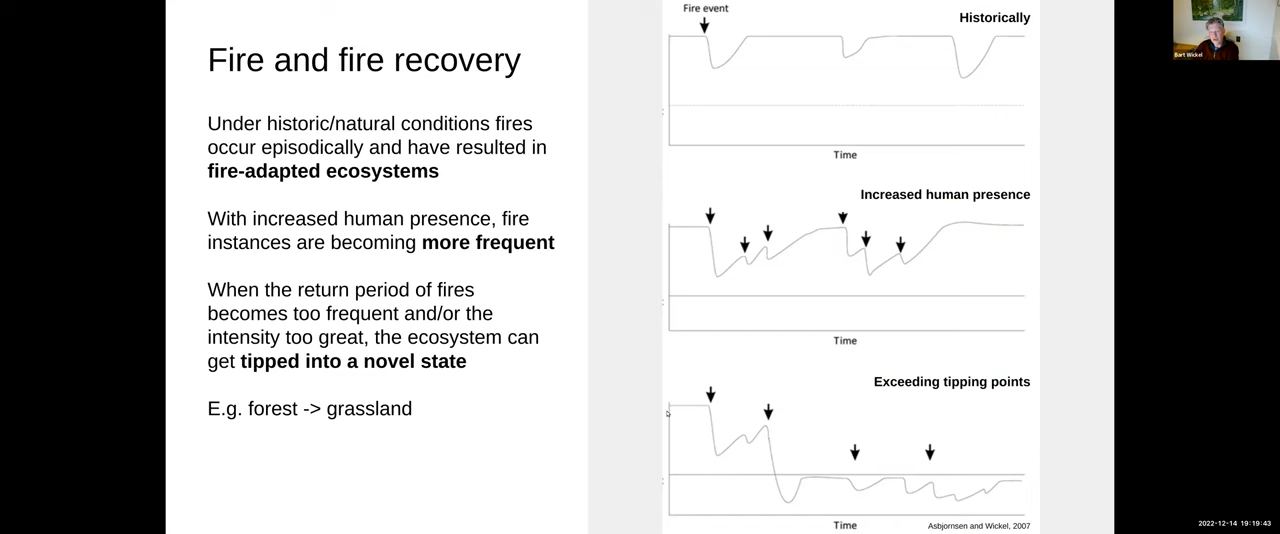 Fire and fire recovery
Under historic/natural conditions fires
occur episodically and have resulted in
fire-adapted ecosystems
With increased human presence, fire
instances are becoming more frequent
When the return period of fires
becomes too frequent and/or the
intensity too great, the ecosystem can
get tipped into a novel state
E.g. forest -> grassland
Fire event
Historically
Time
Increased human presence
Time
Exceeding tipping points
Time
Asbjornsen and Wickel, 2007
Bart Wickel
2022-12-14 19:19:43